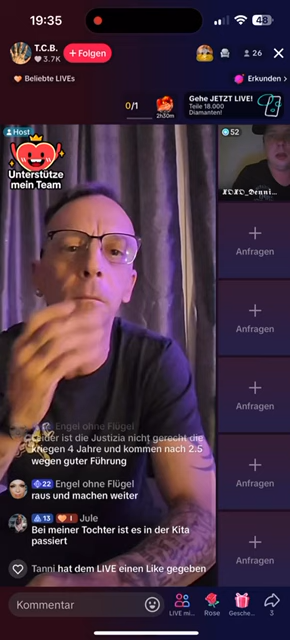 19:35
48
T.C.B.
3.7K
+ Folgen
26
Beliebte LIVEs
Erkunden >
0/1
2h30m
Gehe JETZT LIVE!
Teile 18.000
Diamanten!
Host
52
Unterstütze
mein Team
Anfragen
Anfragen
Anfragen
Anfragen
Anfragen
Engel ohne Flügel
Leider ist die Justizia nicht gerecht die
kriegen 4 Jahre und kommen nach 2.5
wegen guter Führung
22 Engel ohne Flügel
raus und machen weiter
13 1 Jule
Bei meiner Tochter ist es in der Kita
passiert
Tanni hat dem LIVE einen Like gegeben
Kommentar
LIVE mi...
Rose
Gesche...
3